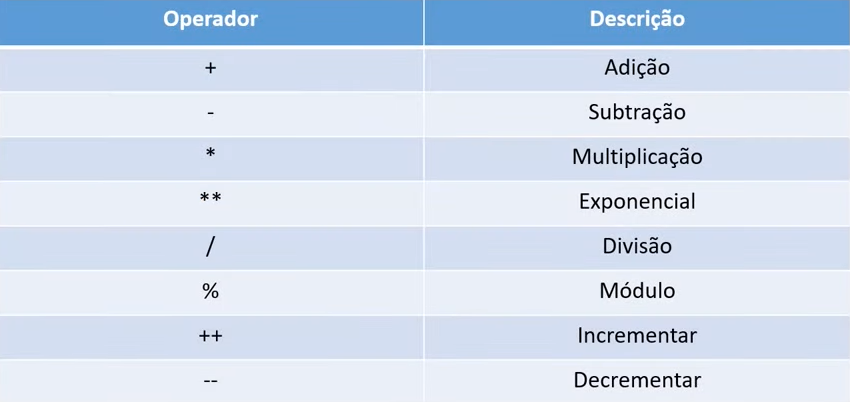 Operador Descrição
+ Adição
- Subtração
* Multiplicação
** Exponencial
/ Divisão
% Módulo
++ Incrementar
-- Decrementar